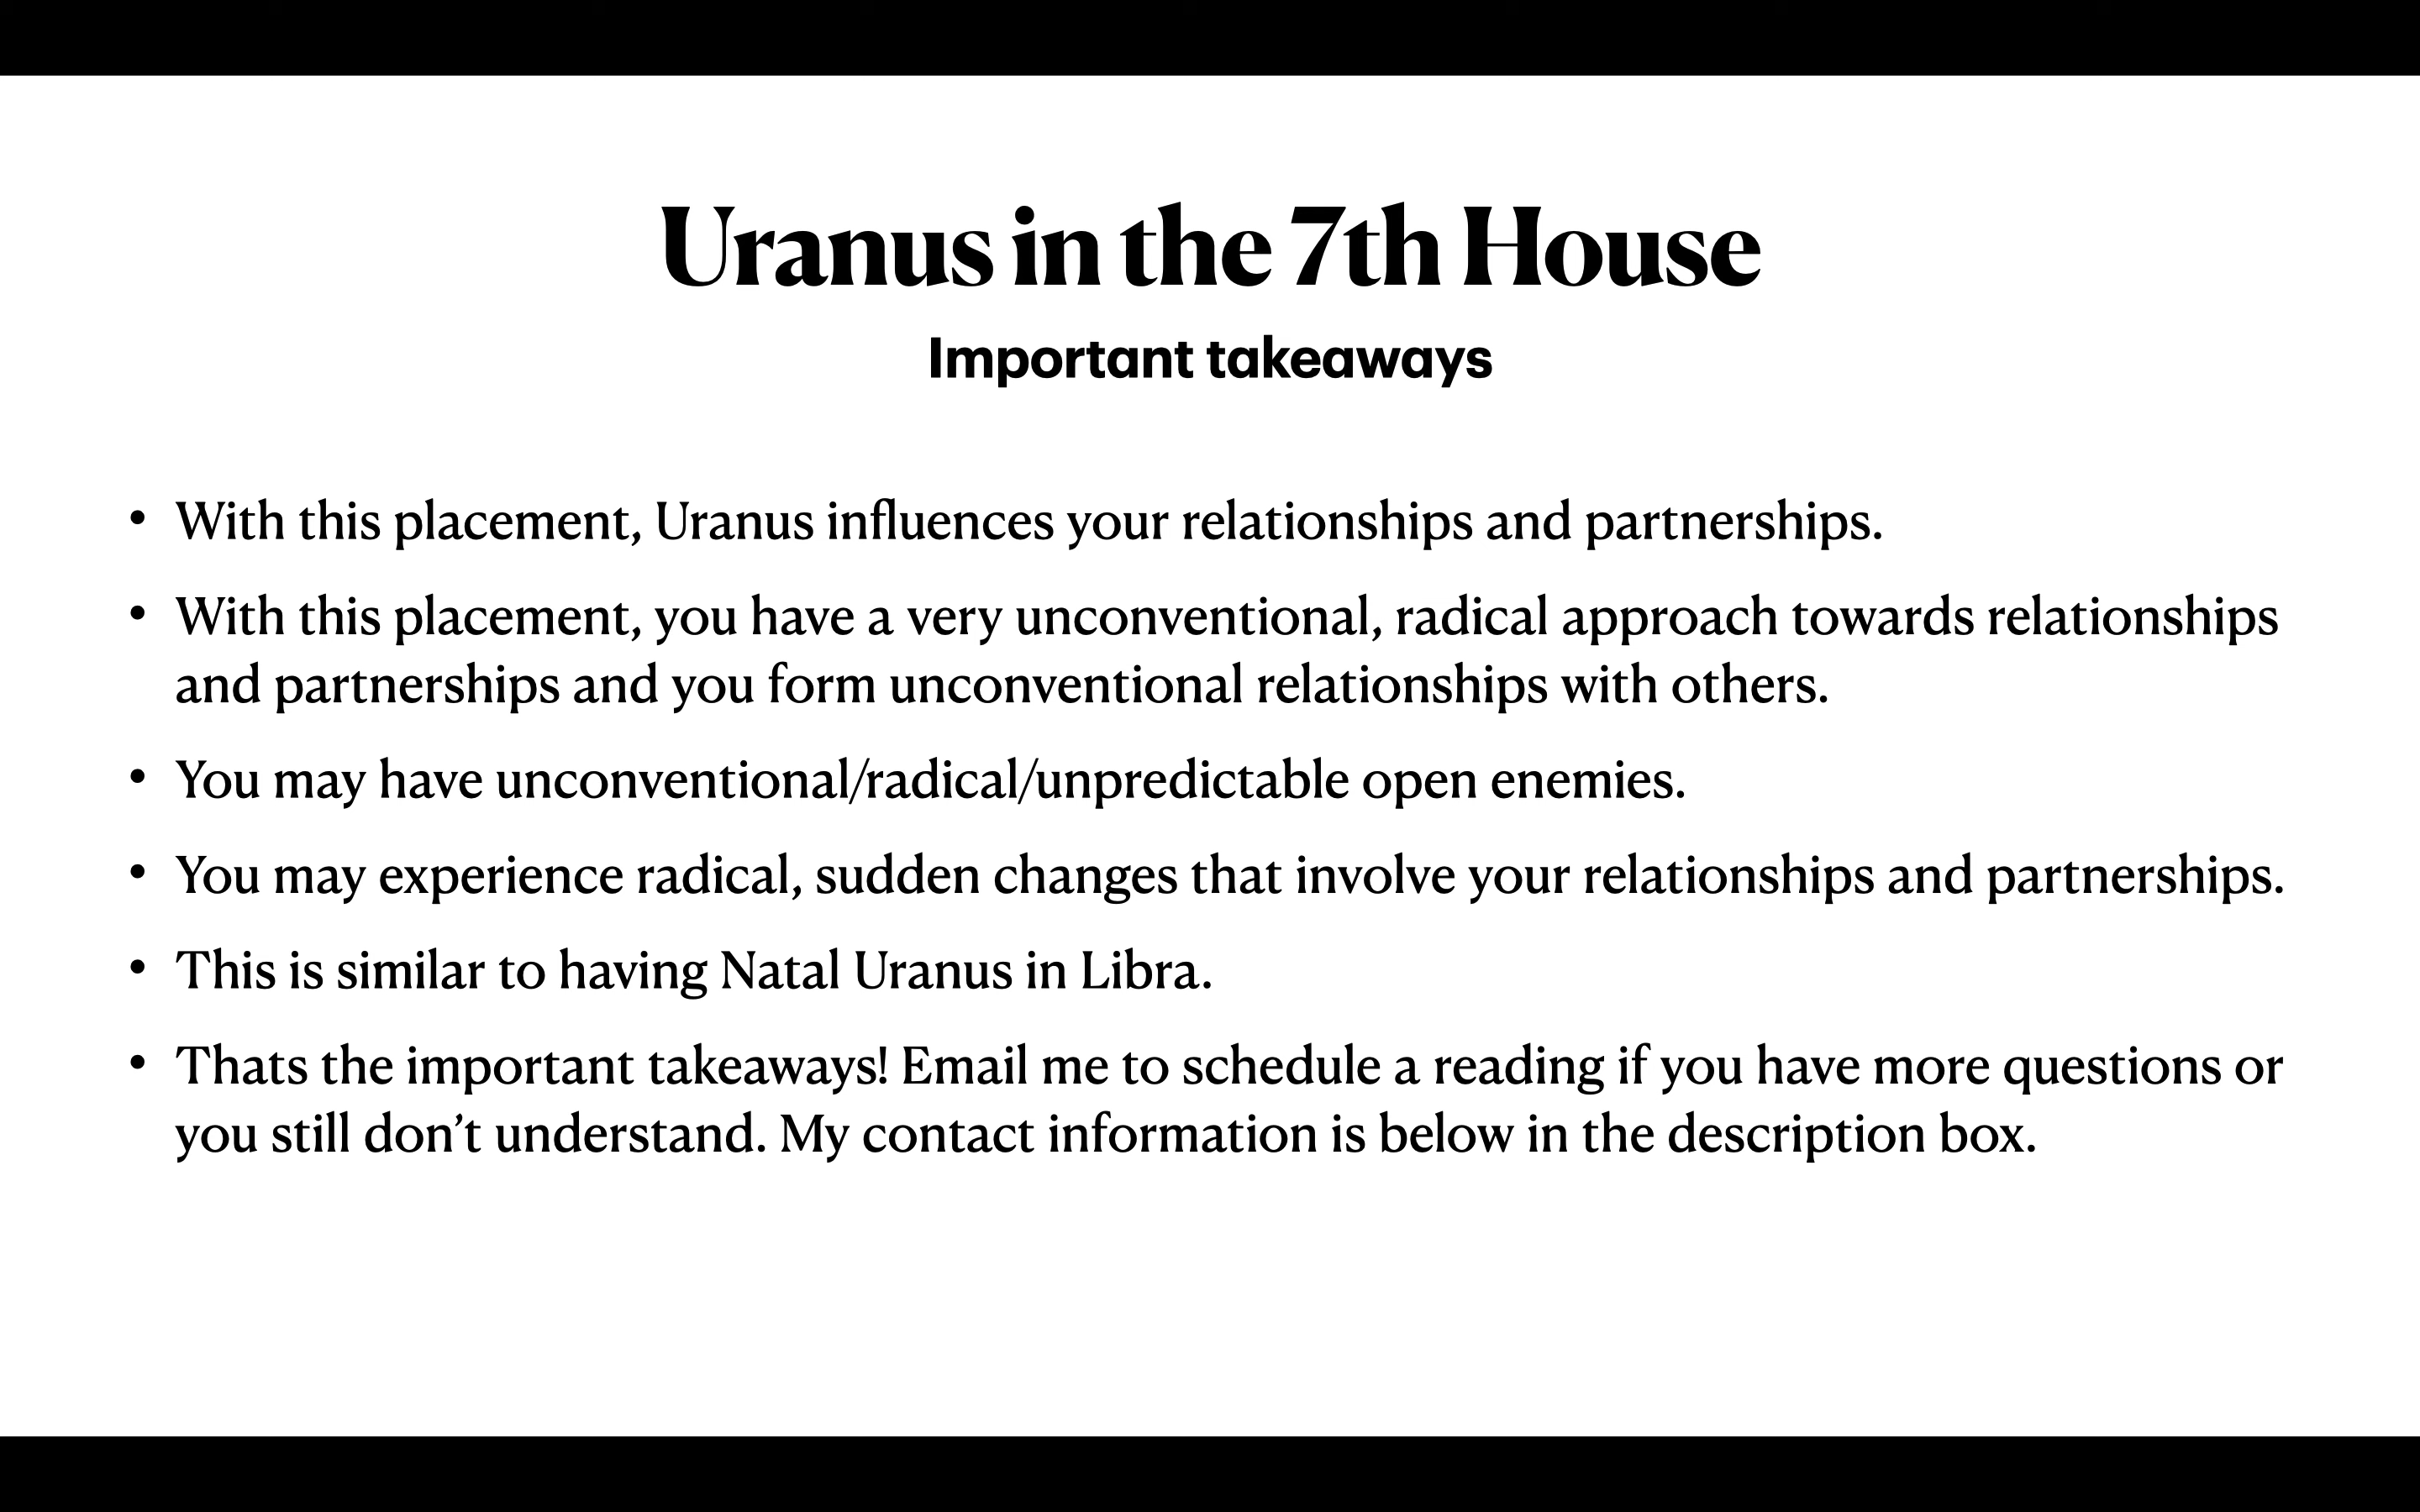 Uranus in the 7th House
Important takeaways
• With this placement, Uranus influences your relationships and partnerships.
• With this placement, you have a very unconventional, radical approach towards relationships
and partnerships and you form unconventional relationships with others.
• You may have unconventional/radical/unpredictable open enemies.
• You may experience radical, sudden changes that involve your relationships and partnerships.
• This is similar to having Natal Uranus in Libra.
• Thats the important takeaways! Email me to schedule a reading if you have more questions or
you still don’t understand. My contact information is below in the description box.